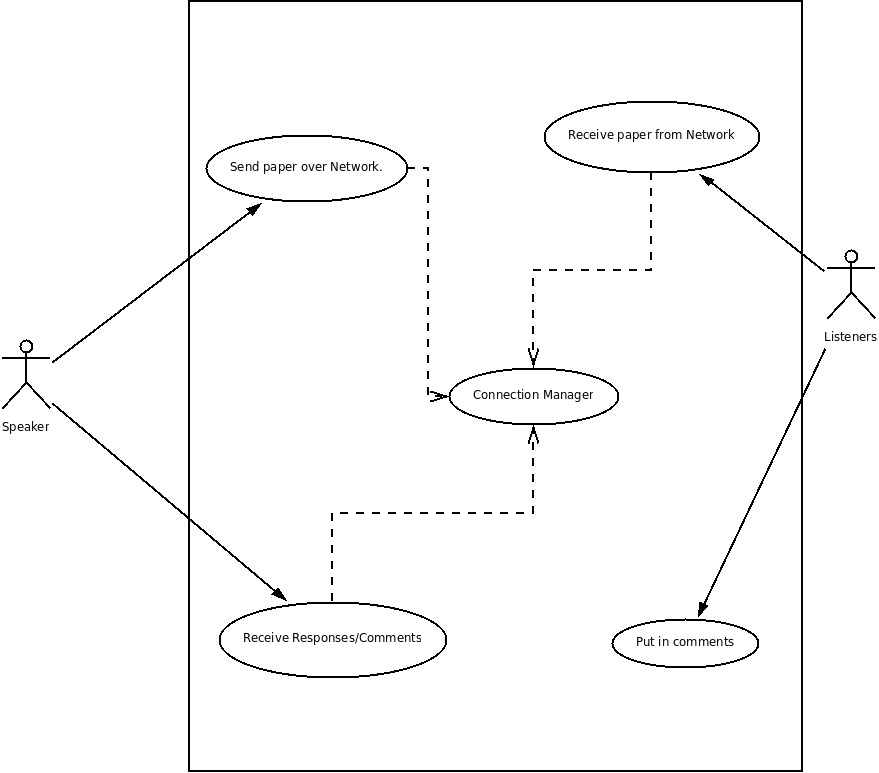 Receive paper from Network
Send paper over Network.
Listeners
Connection Manager
Speaker
Receive Responses/Comments
Put in comments